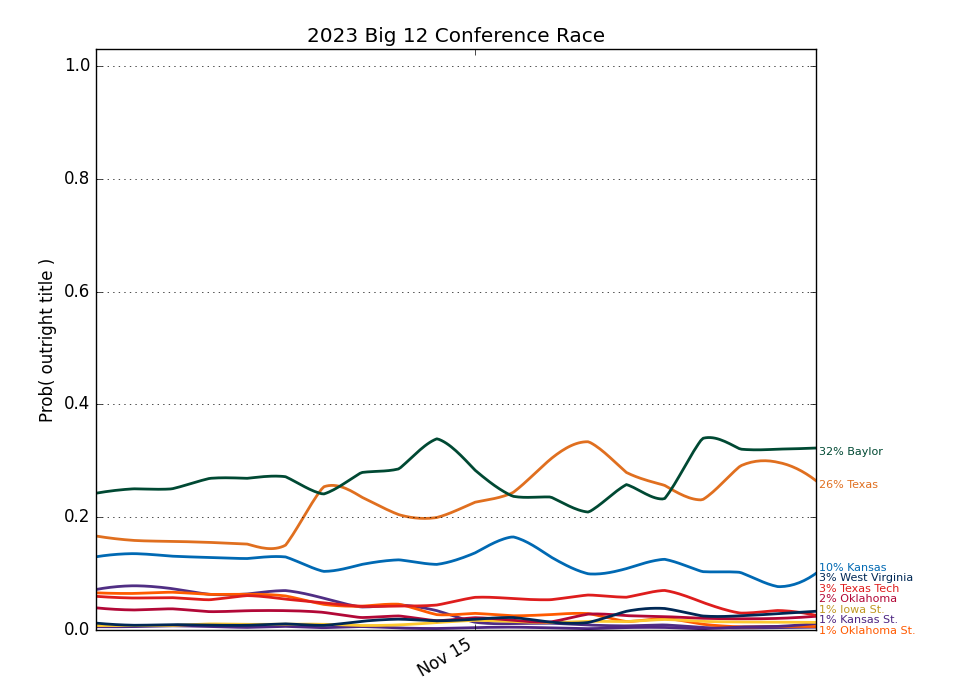 2023 Big 12 Conference Race
Prob( outright title )
1.0
0.8
0.6
0.4
0.2
0.0
Nov 15
32% Baylor
26% Texas
10% Kansas
3% West Virginia
3% Texas Tech
2% Oklahoma
1% Iowa St.
1% Kansas St.
1% Oklahoma St.